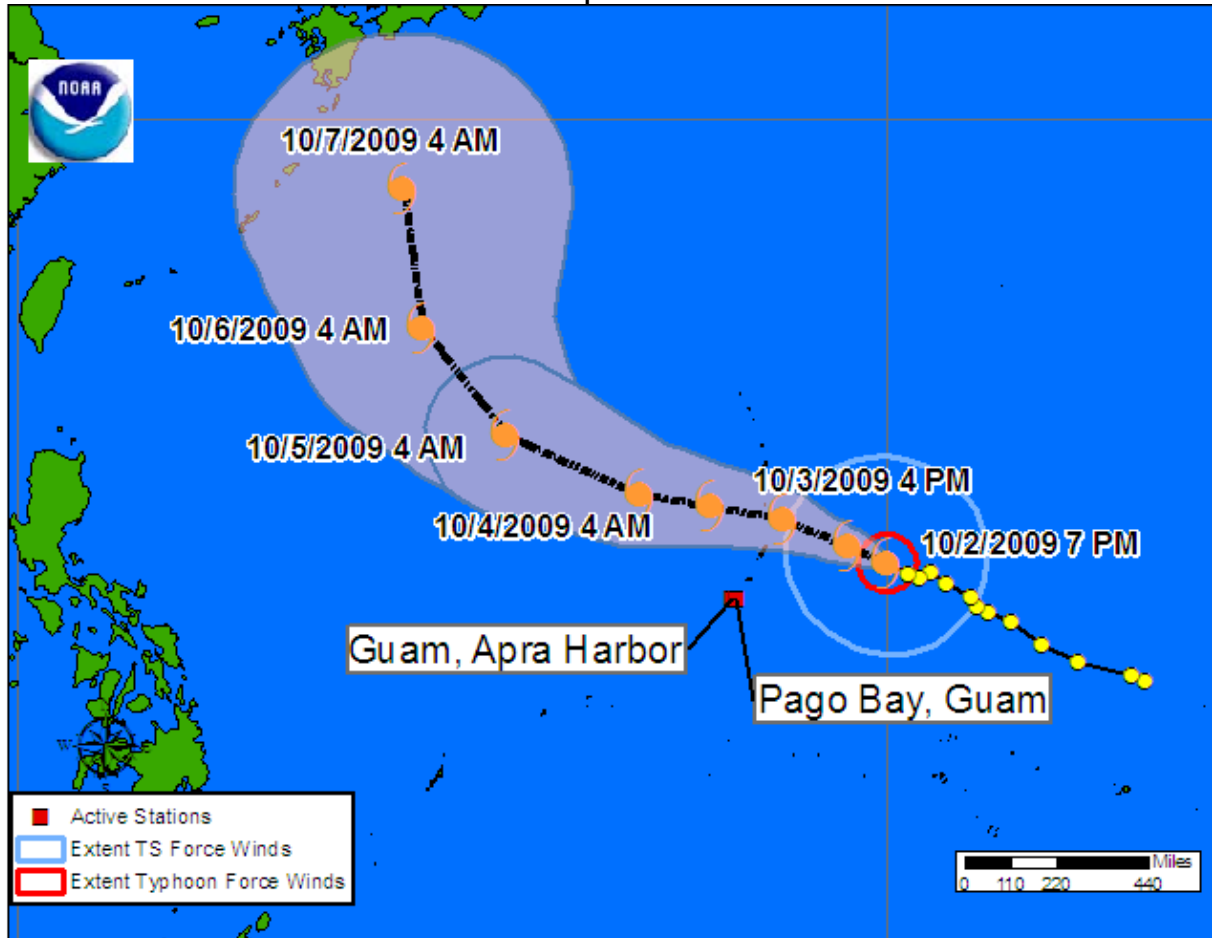 NOAA
10/7/2009 4 AM
10/6/2009 4 AM
10/5/2009 4 AM
10/3/2009 4 PM
10/4/2009 4 AM
10/2/2009 7 PM
Guam, Apra Harbor
Pago Bay, Guam
W
S
Active Stations
Extent TS Force Winds
Extent Typhoon Force Winds
Miles
0 110 220 440